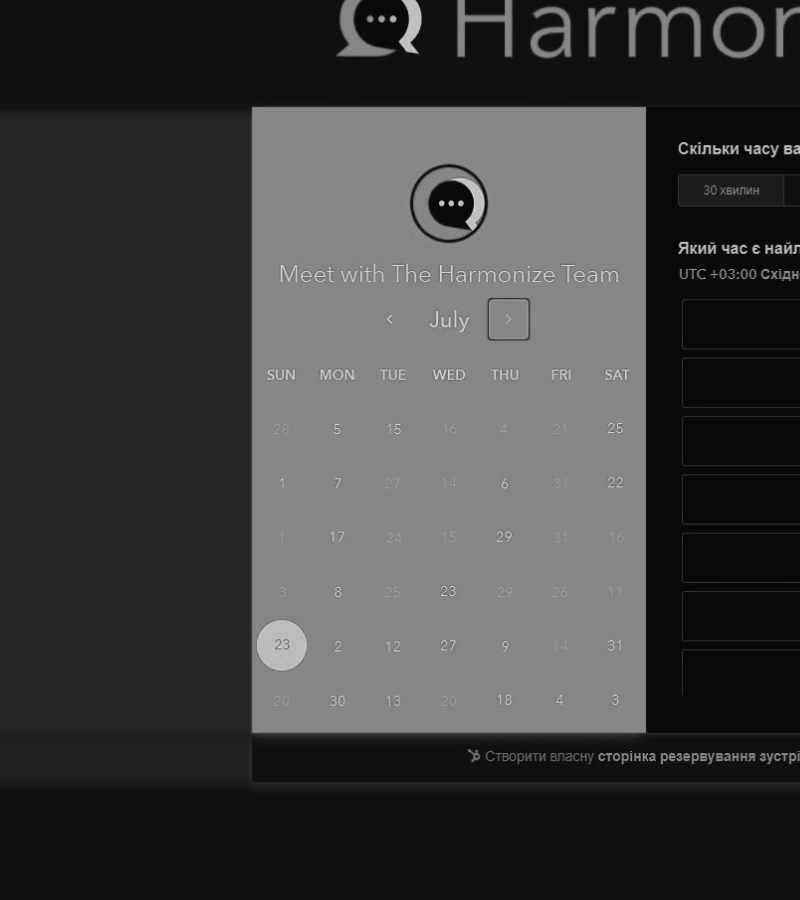 Harmon
Meet with The Harmonize Team
July
SUN MON TUE WED THU FRI SAT
28 5 15 16 4 21 25
1 7 27 14 6 31 22
1 17 24 15 29 31 16
3 8 25 23 29 26 11
23 2 12 27 9 14 31
20 30 13 20 18 4 3
Скільки часу ва
30 хвилин
Який час є найл
UTC +03:00 Східн
Створити власну сторінка резервування зустрі